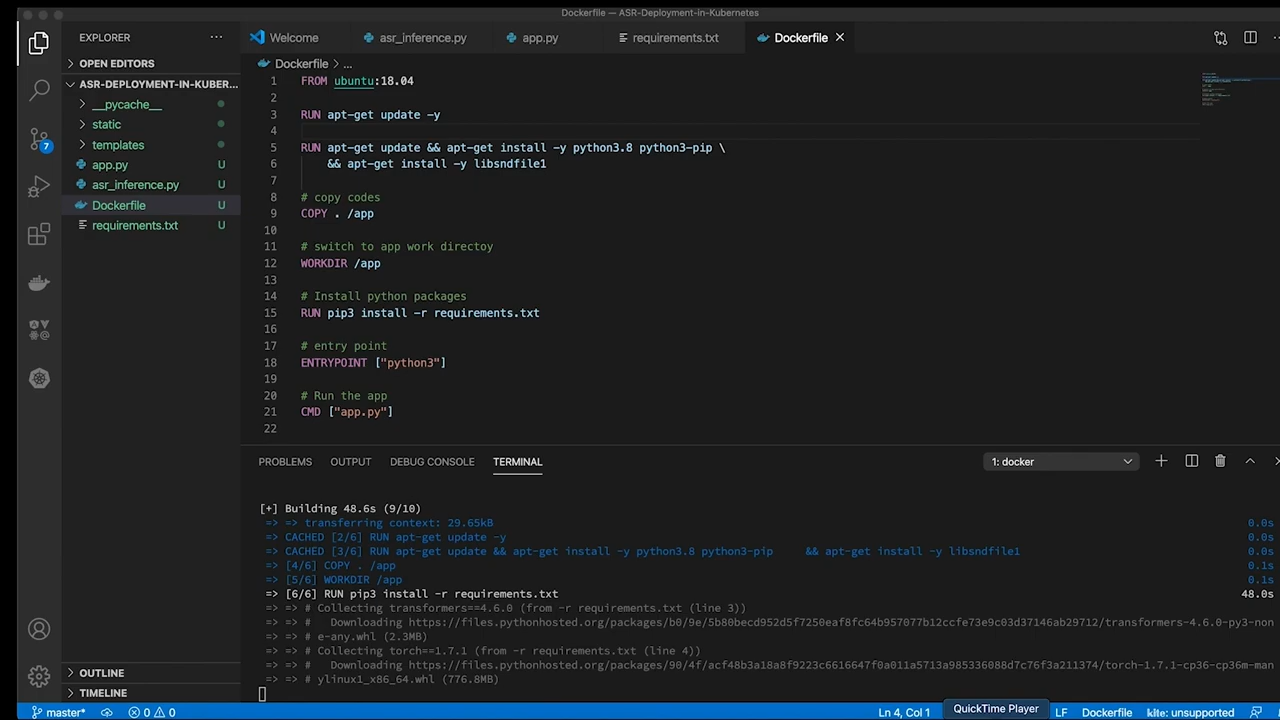 Dockerfile — ASR-Deployment-in-Kubernetes
EXPLORER
Welcome
asr_inference.py
app.py
requirements.txt
Dockerfile
OPEN EDITORS
ASR-DEPLOYMENT-IN-KUBER...
__pycache__
static
templates
app.py U
asr_inference.py U
Dockerfile U
requirements.txt U
7
OUTLINE
TIMELINE
Dockerfile > ...
1 FROM ubuntu:18.04
2
3 RUN apt-get update -y
4
5 RUN apt-get update && apt-get install -y python3.8 python3-pip \
6 && apt-get install -y libsndfile1
7
8 # copy codes
9 COPY . /app
10
11 # switch to app work directoy
12 WORKDIR /app
13
14 # Install python packages
15 RUN pip3 install -r requirements.txt
16
17 # entry point
18 ENTRYPOINT ["python3"]
19
20 # Run the app
21 CMD ["app.py"]
22
PROBLEMS OUTPUT DEBUG CONSOLE TERMINAL
1: docker
[+] Building 48.6s (9/10)
=> => transferring context: 29.65kB 0.0s
=> CACHED [2/6] RUN apt-get update -y 0.0s
=> CACHED [3/6] RUN apt-get update && apt-get install -y python3.8 python3-pip && apt-get install -y libsndfile1 0.0s
=> [4/6] COPY . /app 0.1s
=> [5/6] WORKDIR /app 0.1s
=> [6/6] RUN pip3 install -r requirements.txt 48.0s
=> => # Collecting transformers==4.6.0 (from -r requirements.txt (line 3))
=> => # Downloading https://files.pythonhosted.org/packages/b0/9e/5b80becd952d5f7250eaf8fc64b957077b12ccfe73e9c03d37146ab29712/transformers-4.6.0-py3-non
=> => # e-any.whl (2.3MB)
=> => # Collecting torch==1.7.1 (from -r requirements.txt (line 4))
=> => # Downloading https://files.pythonhosted.org/packages/90/4f/acf48b3a18a8f9223c6616647f0a011a5713a985336088d7c76f3a211374/torch-1.7.1-cp36-cp36m-man
=> => # ylinux1_x86_64.whl (776.8MB)
master* 0 0
Ln 4, Col 1
QuickTime Player
LF
Dockerfile
kite: unsupported